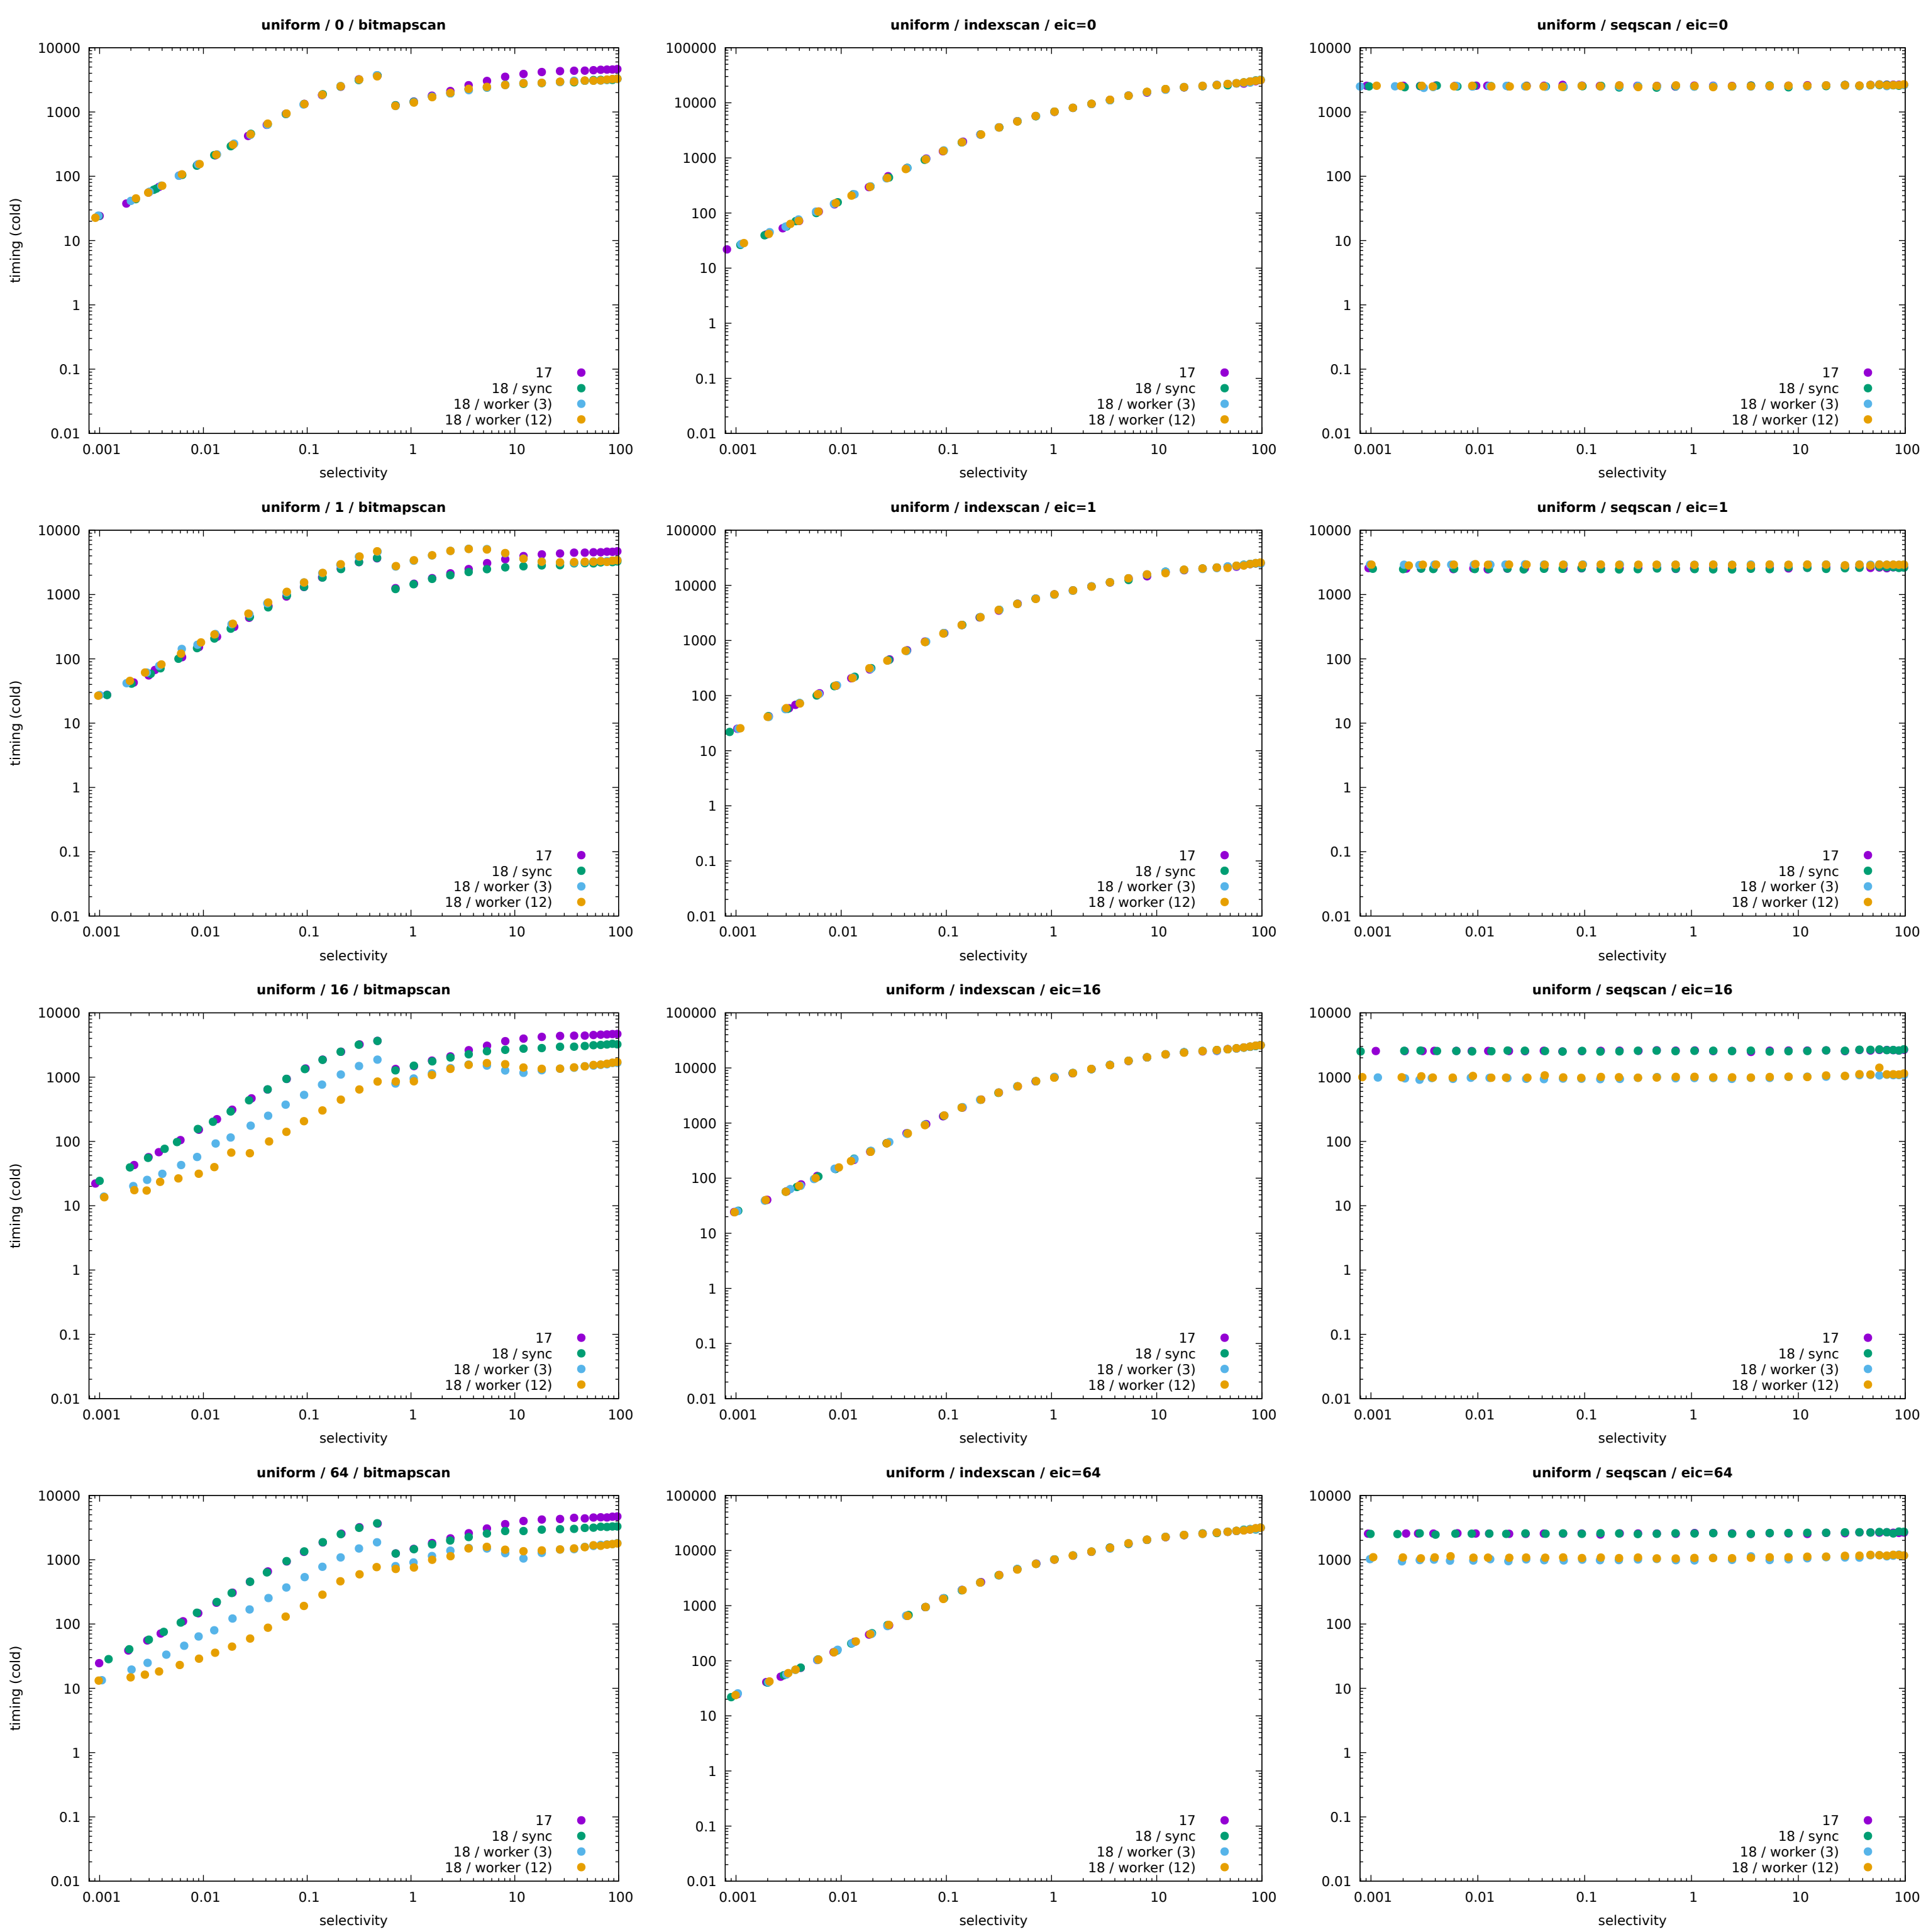 uniform / 0 / bitmapscan
10000
1000
100
10
1
0.1
0.01
timing (cold)
17
18 / sync
18 / worker (3)
18 / worker (12)
0.001 0.01 0.1 1 10 100
selectivity
uniform / indexscan / eic=0
100000
10000
1000
100
10
1
0.1
0.01
17
18 / sync
18 / worker (3)
18 / worker (12)
0.001 0.01 0.1 1 10 100
selectivity
uniform / seqscan / eic=0
10000
1000
100
10
1
0.1
0.01
17
18 / sync
18 / worker (3)
18 / worker (12)
0.001 0.01 0.1 1 10 100
selectivity
uniform / 1 / bitmapscan
10000
1000
100
10
1
0.1
0.01
timing (cold)
17
18 / sync
18 / worker (3)
18 / worker (12)
0.001 0.01 0.1 1 10 100
selectivity
uniform / indexscan / eic=1
100000
10000
1000
100
10
1
0.1
0.01
17
18 / sync
18 / worker (3)
18 / worker (12)
0.001 0.01 0.1 1 10 100
selectivity
uniform / seqscan / eic=1
10000
1000
100
10
1
0.1
0.01
17
18 / sync
18 / worker (3)
18 / worker (12)
0.001 0.01 0.1 1 10 100
selectivity
uniform / 16 / bitmapscan
10000
1000
100
10
1
0.1
0.01
timing (cold)
17
18 / sync
18 / worker (3)
18 / worker (12)
0.001 0.01 0.1 1 10 100
selectivity
uniform / indexscan / eic=16
100000
10000
1000
100
10
1
0.1
0.01
17
18 / sync
18 / worker (3)
18 / worker (12)
0.001 0.01 0.1 1 10 100
selectivity
uniform / seqscan / eic=16
10000
1000
100
10
1
0.1
0.01
17
18 / sync
18 / worker (3)
18 / worker (12)
0.001 0.01 0.1 1 10 100
selectivity
uniform / 64 / bitmapscan
10000
1000
100
10
1
0.1
0.01
timing (cold)
17
18 / sync
18 / worker (3)
18 / worker (12)
0.001 0.01 0.1 1 10 100
selectivity
uniform / indexscan / eic=64
100000
10000
1000
100
10
1
0.1
0.01
17
18 / sync
18 / worker (3)
18 / worker (12)
0.001 0.01 0.1 1 10 100
selectivity
uniform / seqscan / eic=64
10000
1000
100
10
1
0.1
0.01
17
18 / sync
18 / worker (3)
18 / worker (12)
0.001 0.01 0.1 1 10 100
selectivity